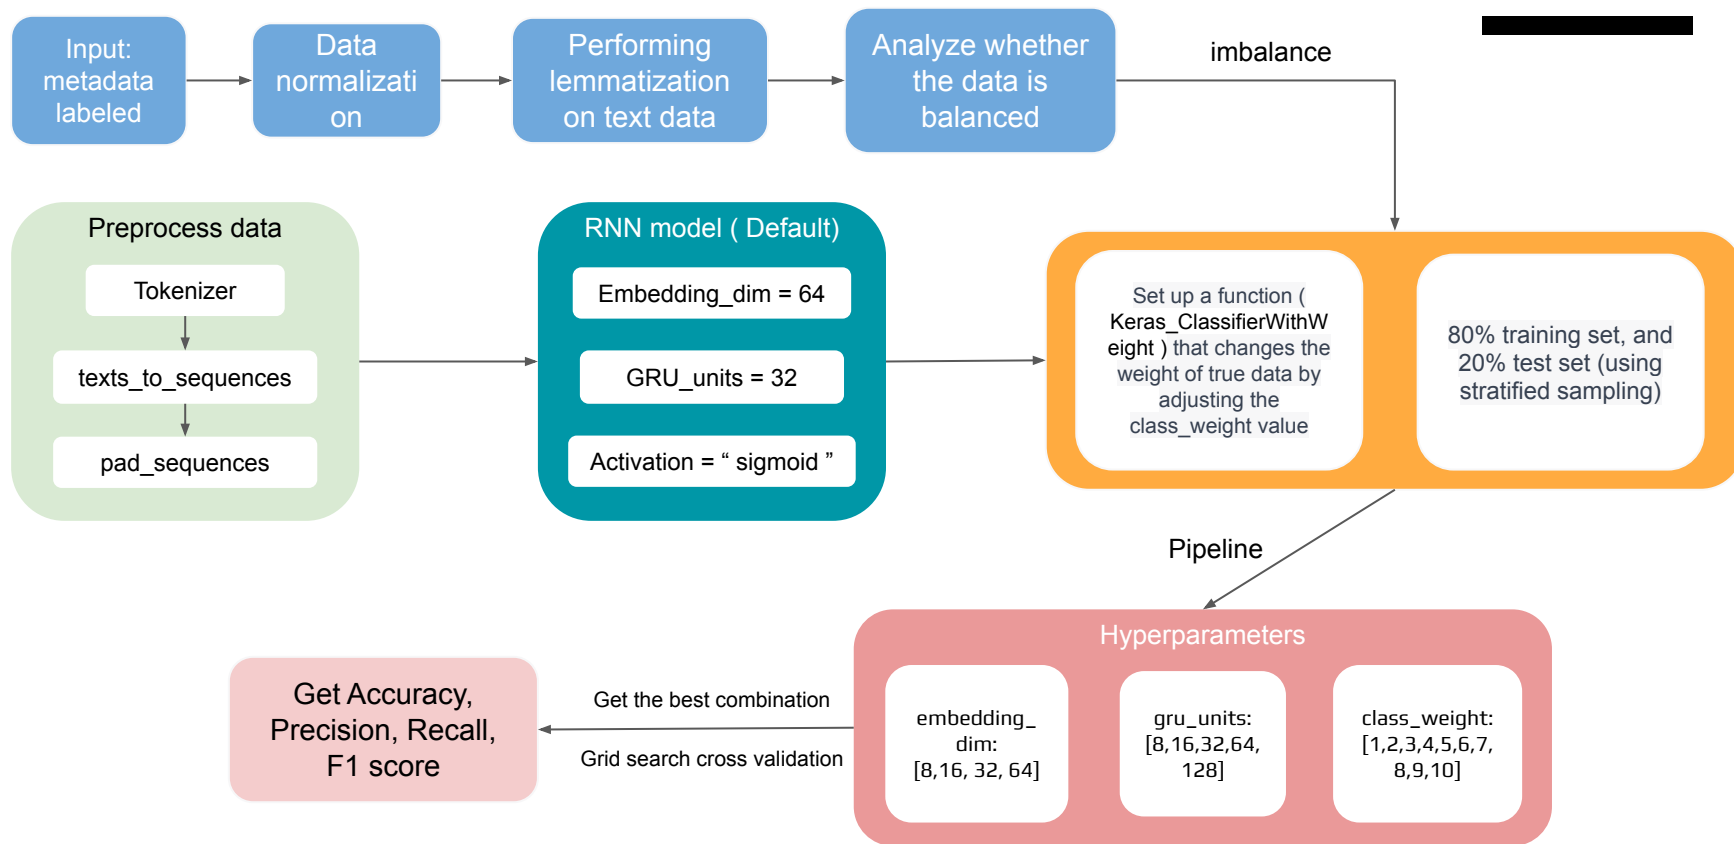 Input:
metadata
labeled
Data
normalizati
on
Performing
lemmatization
on text data
Analyze whether
the data is
balanced
imbalance
Preprocess data
Tokenizer
texts_to_sequences
pad_sequences
RNN model ( Default)
Embedding_dim = 64
GRU_units = 32
Activation = “ sigmoid ”
Set up a function (
Keras_ClassifierWithW
eight ) that changes the
weight of true data by
adjusting the
class_weight value
80% training set, and
20% test set (using
stratified sampling)
Pipeline
Hyperparameters
embedding_
dim:
[8,16, 32, 64]
gru_units:
[8,16,32,64,
128]
class_weight:
[1,2,3,4,5,6,7,
8,9,10]
Get the best combination
Grid search cross validation
Get Accuracy,
Precision, Recall,
F1 score